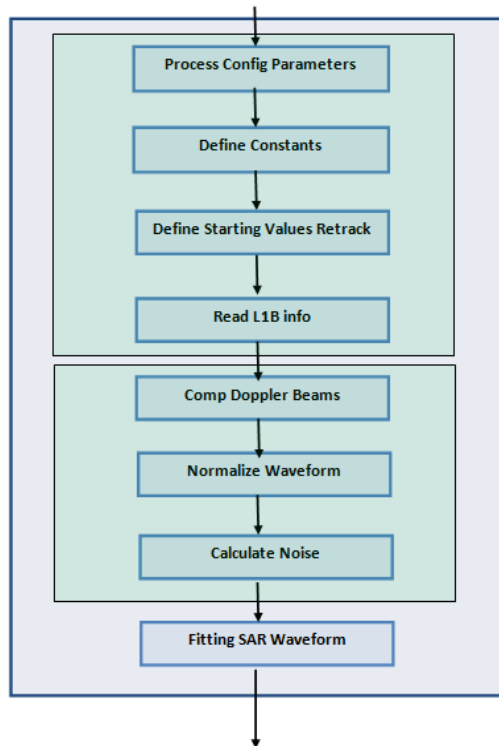 Process Config Parameters
Define Constants
Define Starting Values Retrack
Read L1B info
Comp Doppler Beams
Normalize Waveform
Calculate Noise
Fitting SAR Waveform